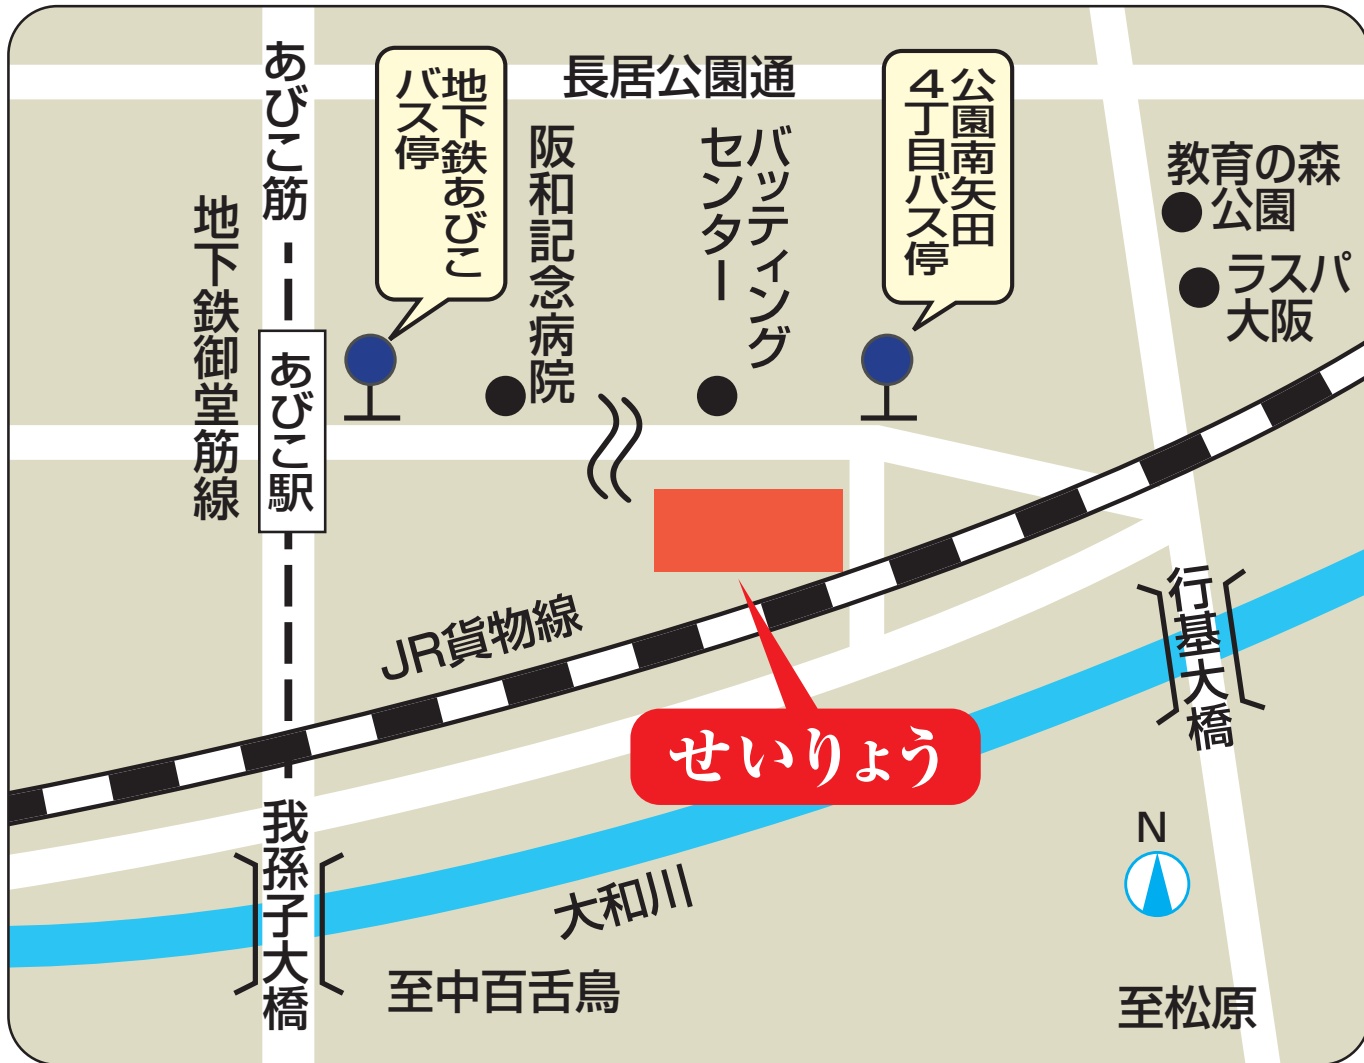 あびこ筋
地下鉄御堂筋線
あびこ駅
地下鉄あびこ
バス停
阪和記念病院
長居公園通
バッティング
センター
公園南矢田
4丁目バス停
教育の森
公園
ラスパ
大阪
JR貨物線
せいりょう
行基大橋
我孫子大橋
大和川
至中百舌鳥
N
至松原